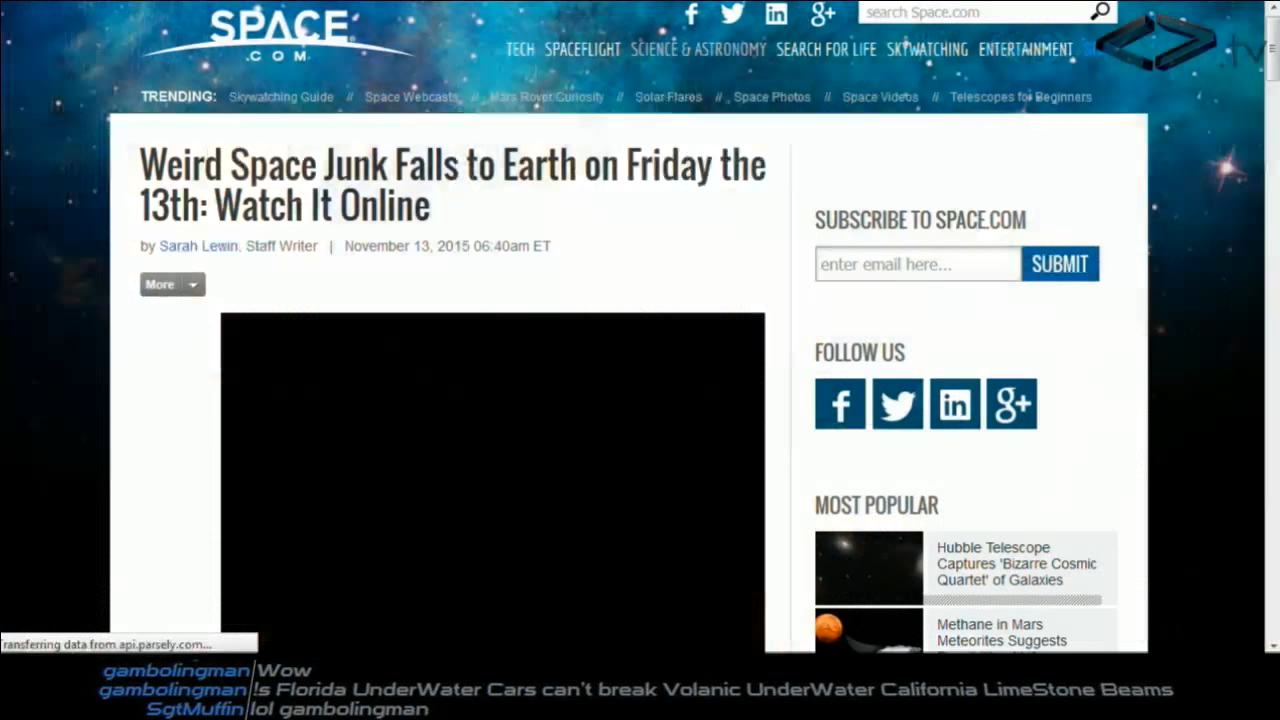 SPACE
.COM
search Space.com
TECH SPACEFLIGHT SCIENCE & ASTRONOMY SEARCH FOR LIFE SKYWATCHING ENTERTAINMENT
.tv
TRENDING: Skywatching Guide // Space Webcasts // Mars Rover Curiosity // Solar Flares // Space Photos // Space Videos // Telescopes for Beginners
Weird Space Junk Falls to Earth on Friday the
13th: Watch It Online
by Sarah Lewin, Staff Writer | November 13, 2015 06:40am ET
More
SUBSCRIBE TO SPACE.COM
enter email here... SUBMIT
FOLLOW US
f in g+
MOST POPULAR
Hubble Telescope
Captures 'Bizarre Cosmic
Quartet' of Galaxies
Methane in Mars
Meteorites Suggests
Transferring data from api.parsely.com...
gambolingman Wow
gambolingman !s Florida UnderWater Cars can't break Volanic UnderWater California LimeStone Beams
SgtMuffin lol gambolingman